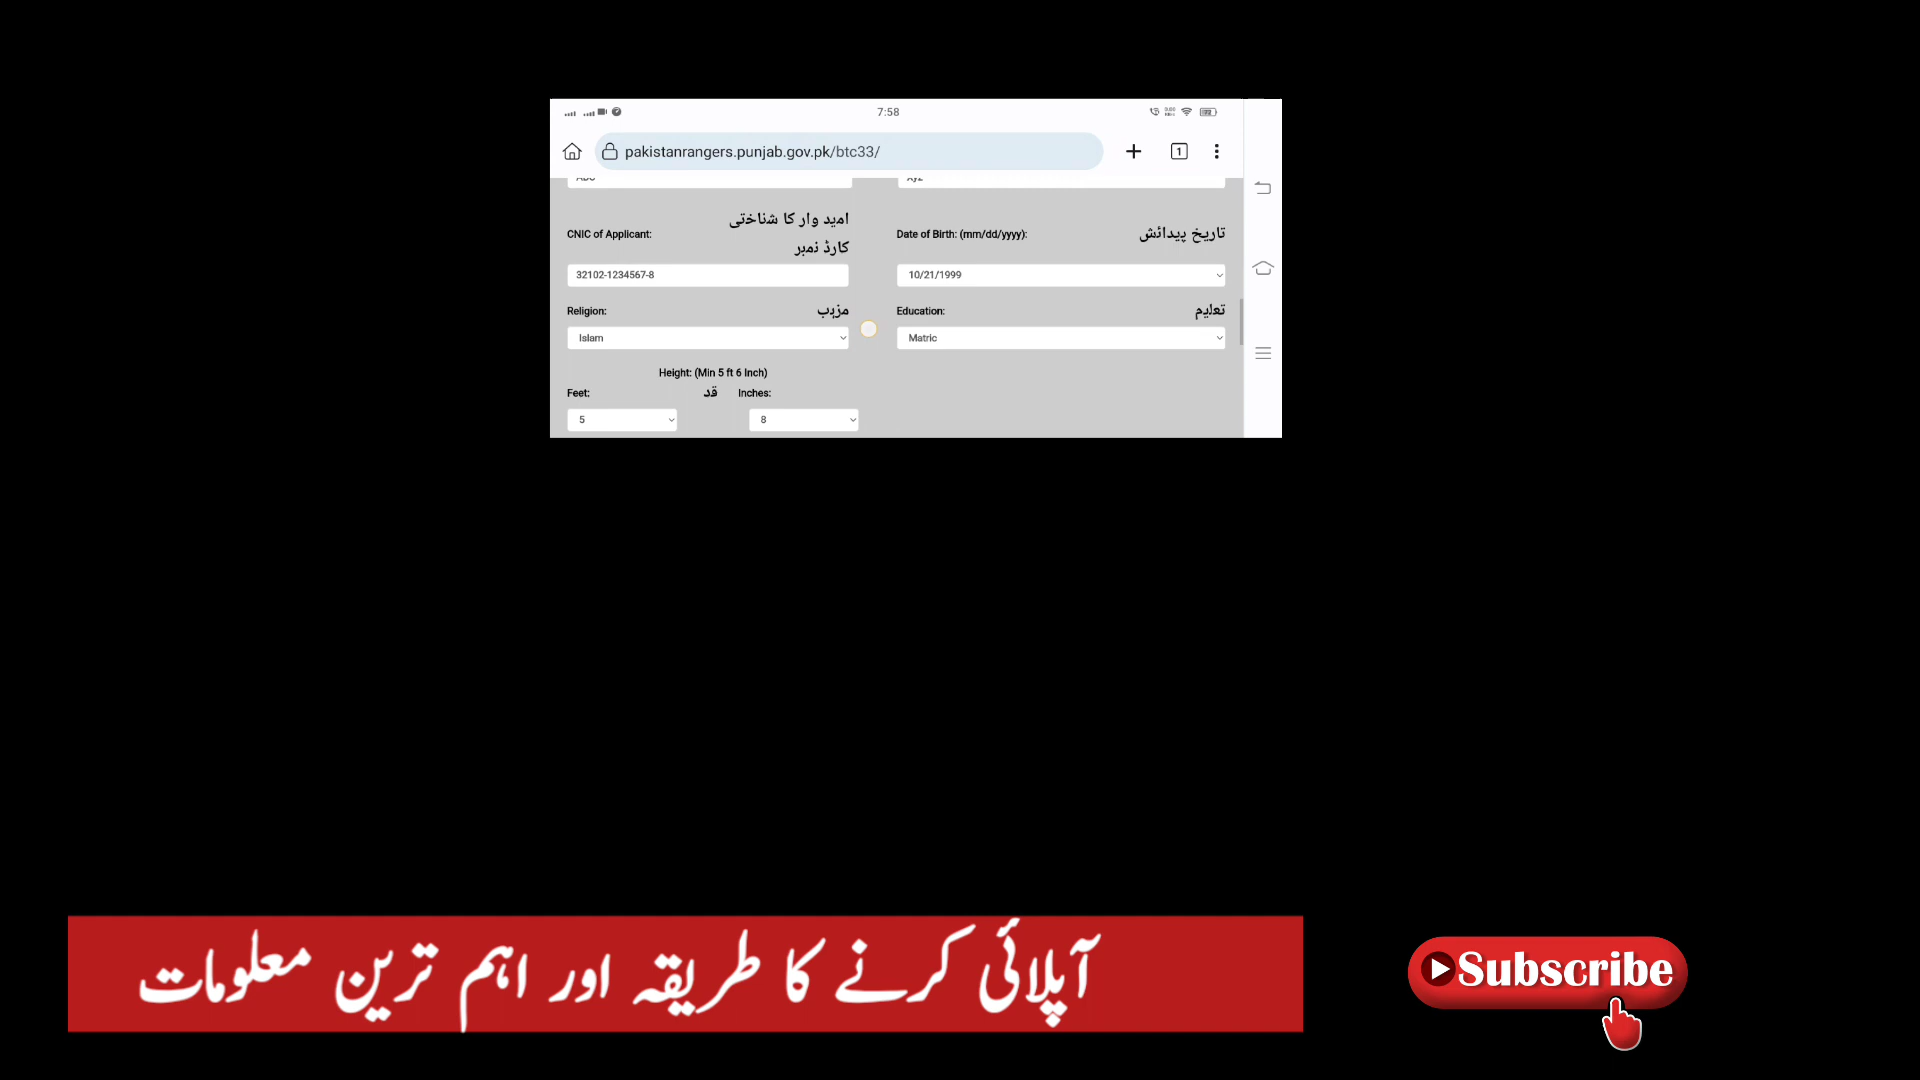 7:58
pakistanrangers.punjab.gov.pk/btc33/
1
CNIC of Applicant:
امید وار کا شناختی
کارڈ نمبر
Date of Birth: (mm/dd/yyyy):
تاریخ پیدائش
32102-1234567-8
10/21/1999
Religion:
مزہب
Education:
تعلیم
Islam
Matric
Height: (Min 5 ft 6 Inch)
Feet:
قد
Inches:
5
8
آپلائی کرنے کا طریقہ اور اہم ترین معلومات
Subscribe